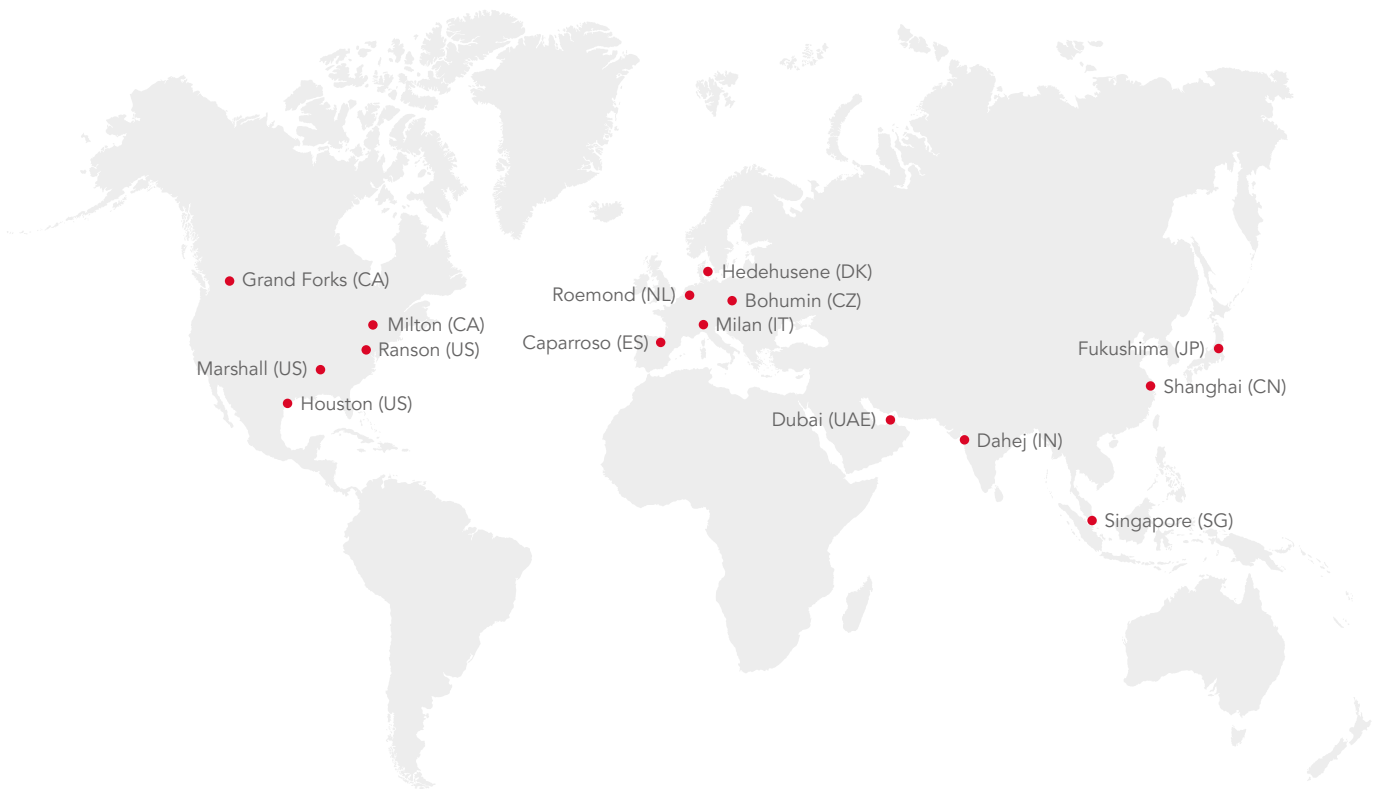 Hedehusene (DK)
Grand Forks (CA)
Roemond (NL)
Bohumin (CZ)
Milton (CA)
Milan (IT)
Caparroso (ES)
Ranson (US)
Fukushima (JP)
Marshall (US)
Shanghai (CN)
Houston (US)
Dubai (UAE)
Dahej (IN)
Singapore (SG)